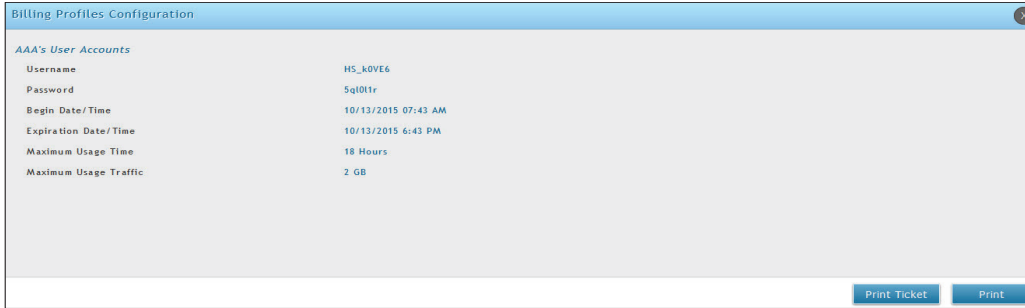 Billing Profiles Configuration
AAA's User Accounts
Username HS_k0VE6
Password 5ql0l1r
Begin Date/Time 10/13/2015 07:43 AM
Expiration Date/Time 10/13/2015 6:43 PM
Maximum Usage Time 18 Hours
Maximum Usage Traffic 2 GB
Print Ticket Print